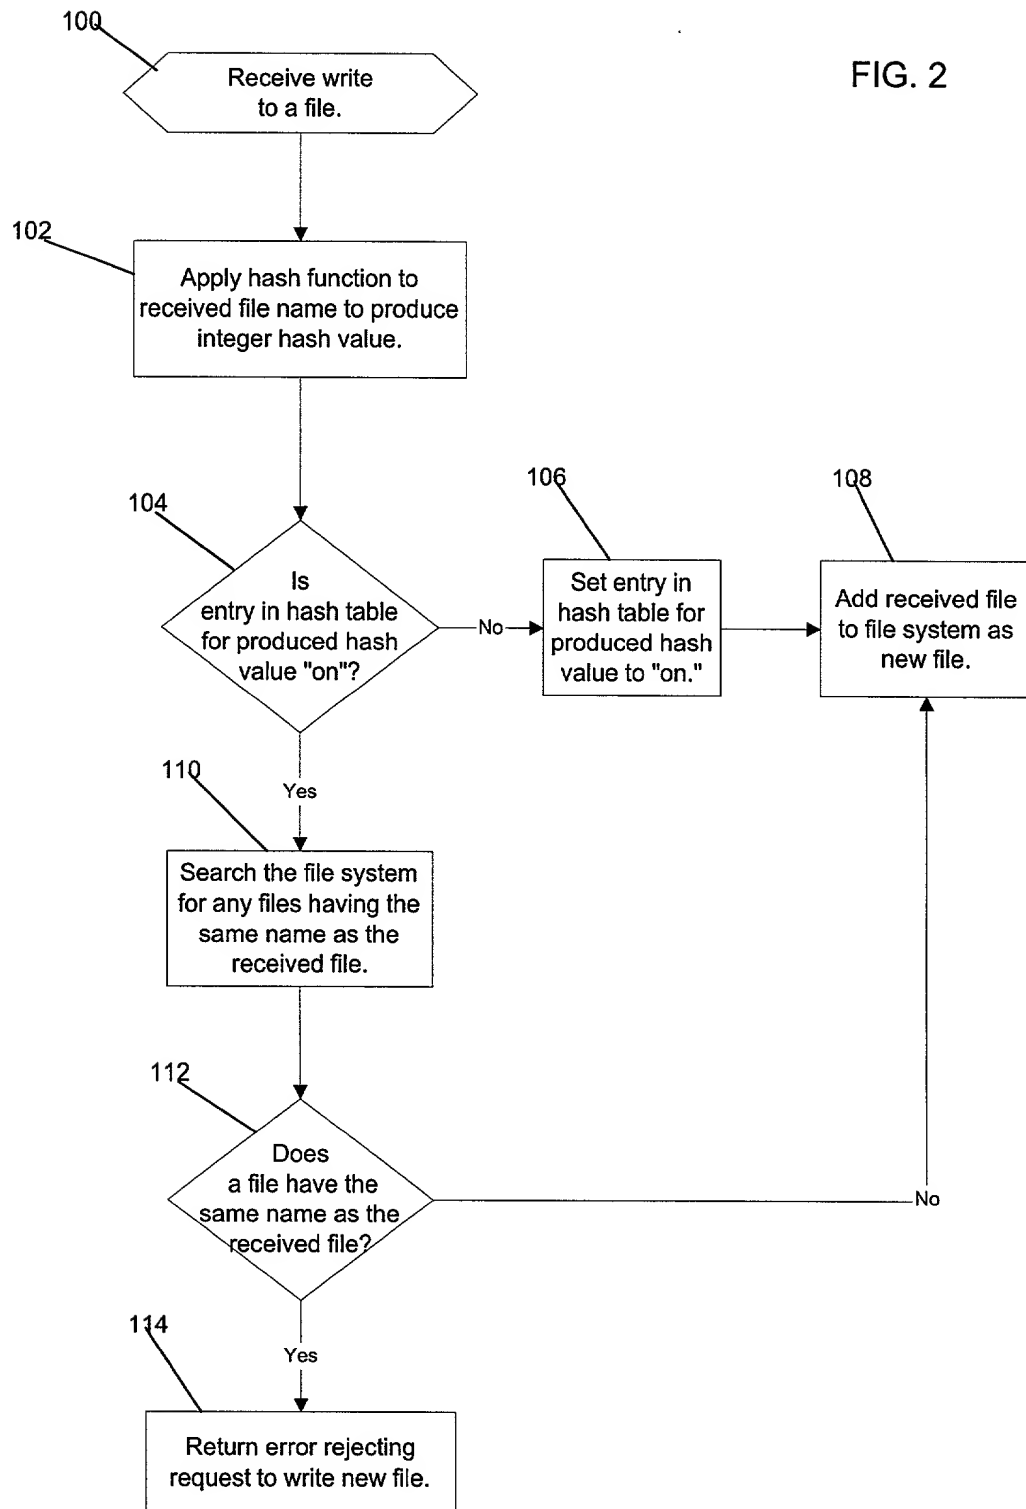 100
FIG. 2
Receive write
to a file.
102
Apply hash function to
received file name to produce
integer hash value.
104
Is
entry in hash table
for produced hash
value "on"?
No
106
Set entry in
hash table for
produced hash
value to "on."
108
Add received file
to file system as
new file.
Yes
110
Search the file system
for any files having the
same name as the
received file.
112
Does
a file have the
same name as the
received file?
No
Yes
114
Return error rejecting
request to write new file.